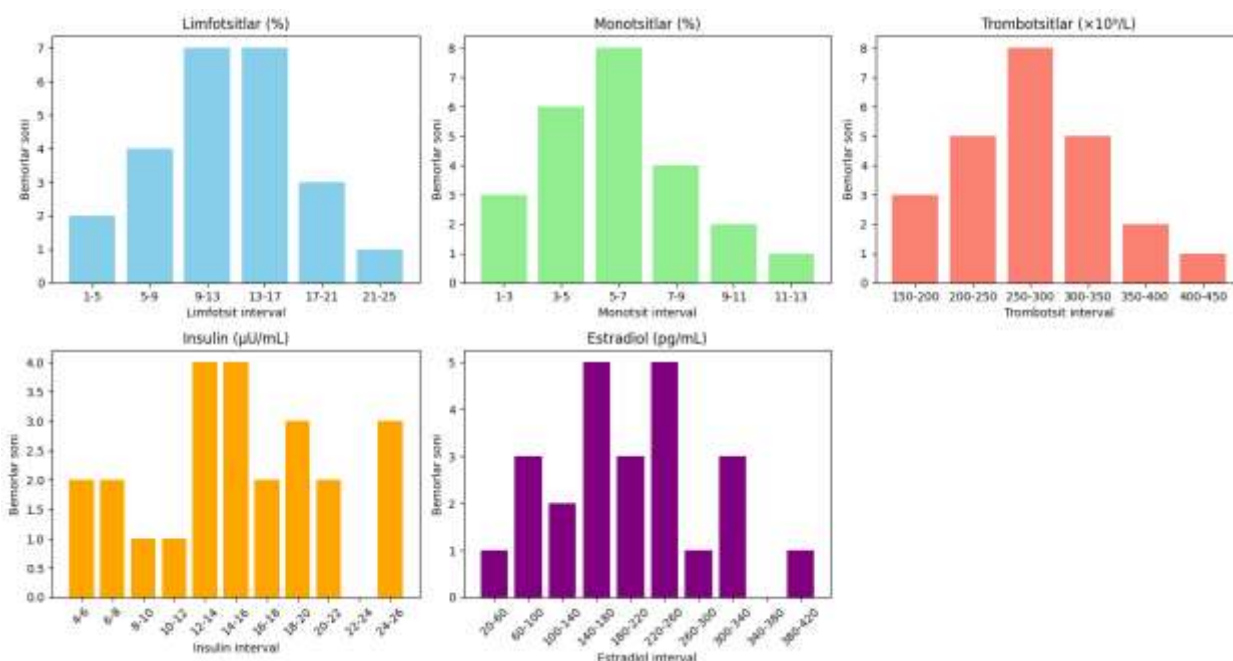 Limfotsitlar (%)
Bemorlar soni
7
6
5
4
3
2
1
0
1-5 5-9 9-13 13-17 17-21 21-25
Limfotsit interval
Monotsitlar (%)
Bemorlar soni
8
7
6
5
4
3
2
1
0
1-3 3-5 5-7 7-9 9-11 11-13
Monotsit interval
Trombotsitlar (×10⁹/L)
Bemorlar soni
8
7
6
5
4
3
2
1
0
150-200 200-250 250-300 300-350 350-400 400-450
Trombotsit interval
Insulin (µU/mL)
Bemorlar soni
4.0
3.5
3.0
2.5
2.0
1.5
1.0
0.5
0.0
4-6 6-8 8-10 10-12 12-14 14-16 16-18 18-20 20-22 22-24 24-26
Insulin interval
Estradiol (pg/mL)
Bemorlar soni
5
4
3
2
1
0
20-60 60-100 100-140 140-180 180-220 220-260 260-300 300-340 340-380 380-420
Estradiol interval